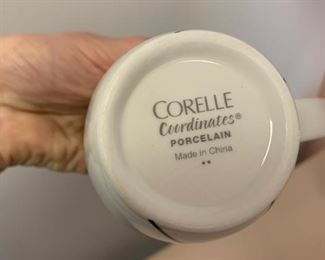 CORELLE
Coordinates®
PORCELAIN
Made in China
**